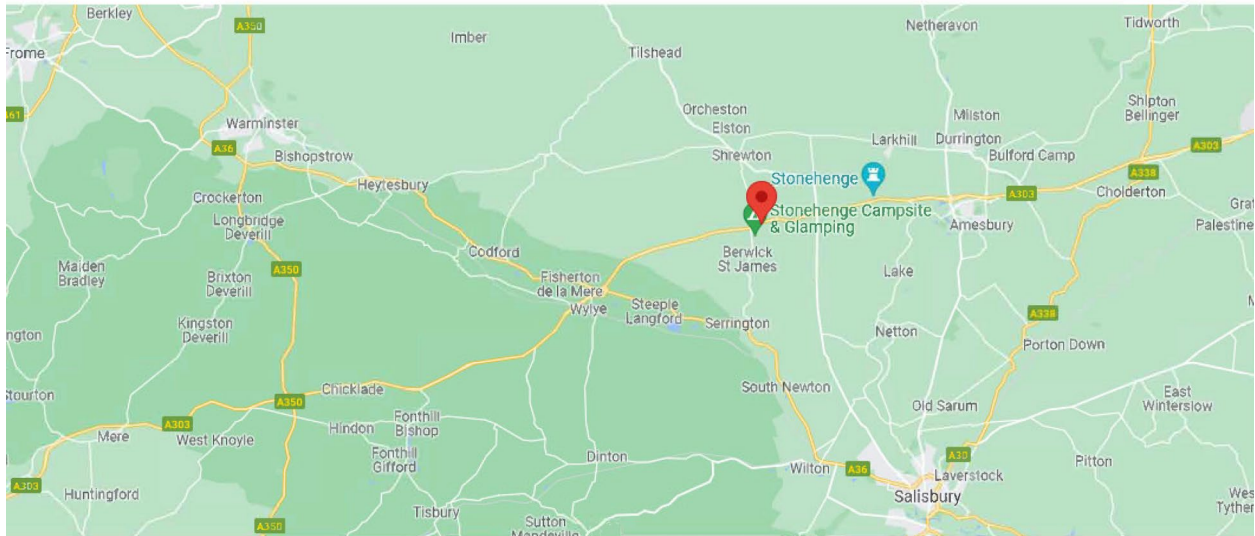 Berkley
A350
Imber
Netheravon
Tidworth
Frome
Tilshead
Orcheston
Elston
Milston
Shipton
Bellinger
Warminster
Larkhill
Durrington
Bulford Camp
A303
A36
Bishopstrow
Shrewton
A338
Heytesbury
Stonehenge
A303
Cholderton
Crockerton
Longbridge
Deverill
Stonehenge Campsite
& Glamping
Amesbury
Codford
Berwick
St James
Maiden
Bradley
Brixton
Deverill
A350
Fisherton
de la Mere
Lake
Wylye
Steeple
Langford
Serrington
A338
Kingston
Deverill
Netton
Porton Down
Chicklade
South Newton
East
Winterslow
A350
Old Sarum
Mere
A303
West Knoyle
Hindon
Fonthill
Bishop
Fonthill
Gifford
Dinton
Wilton
A36
A30
Laverstock
Pitton
A303
Huntingford
Salisbury
Tisbury
A350
Sutton
Mandeville